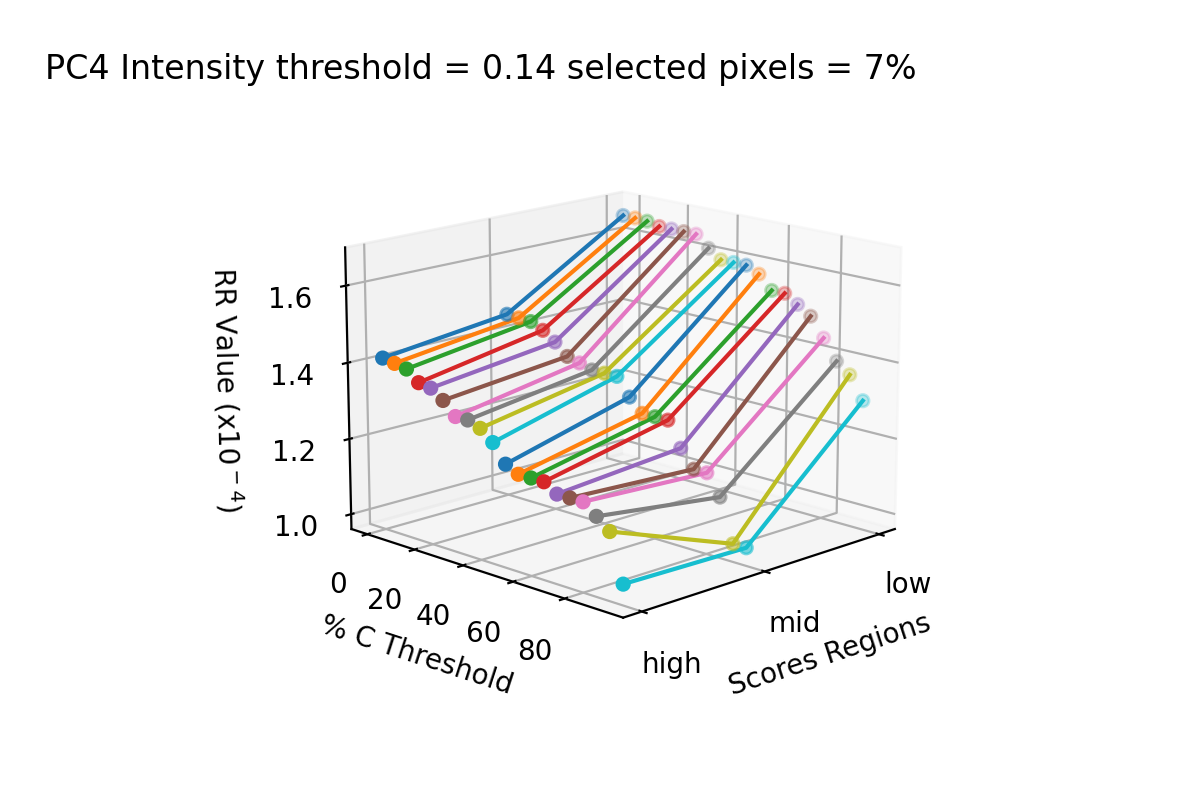 PC4 Intensity threshold = 0.14 selected pixels = 7%
RR Value (x10⁻⁴)
1.6
1.4
1.2
1.0
0
20
40
60
80
% C Threshold
low
mid
high
Scores Regions